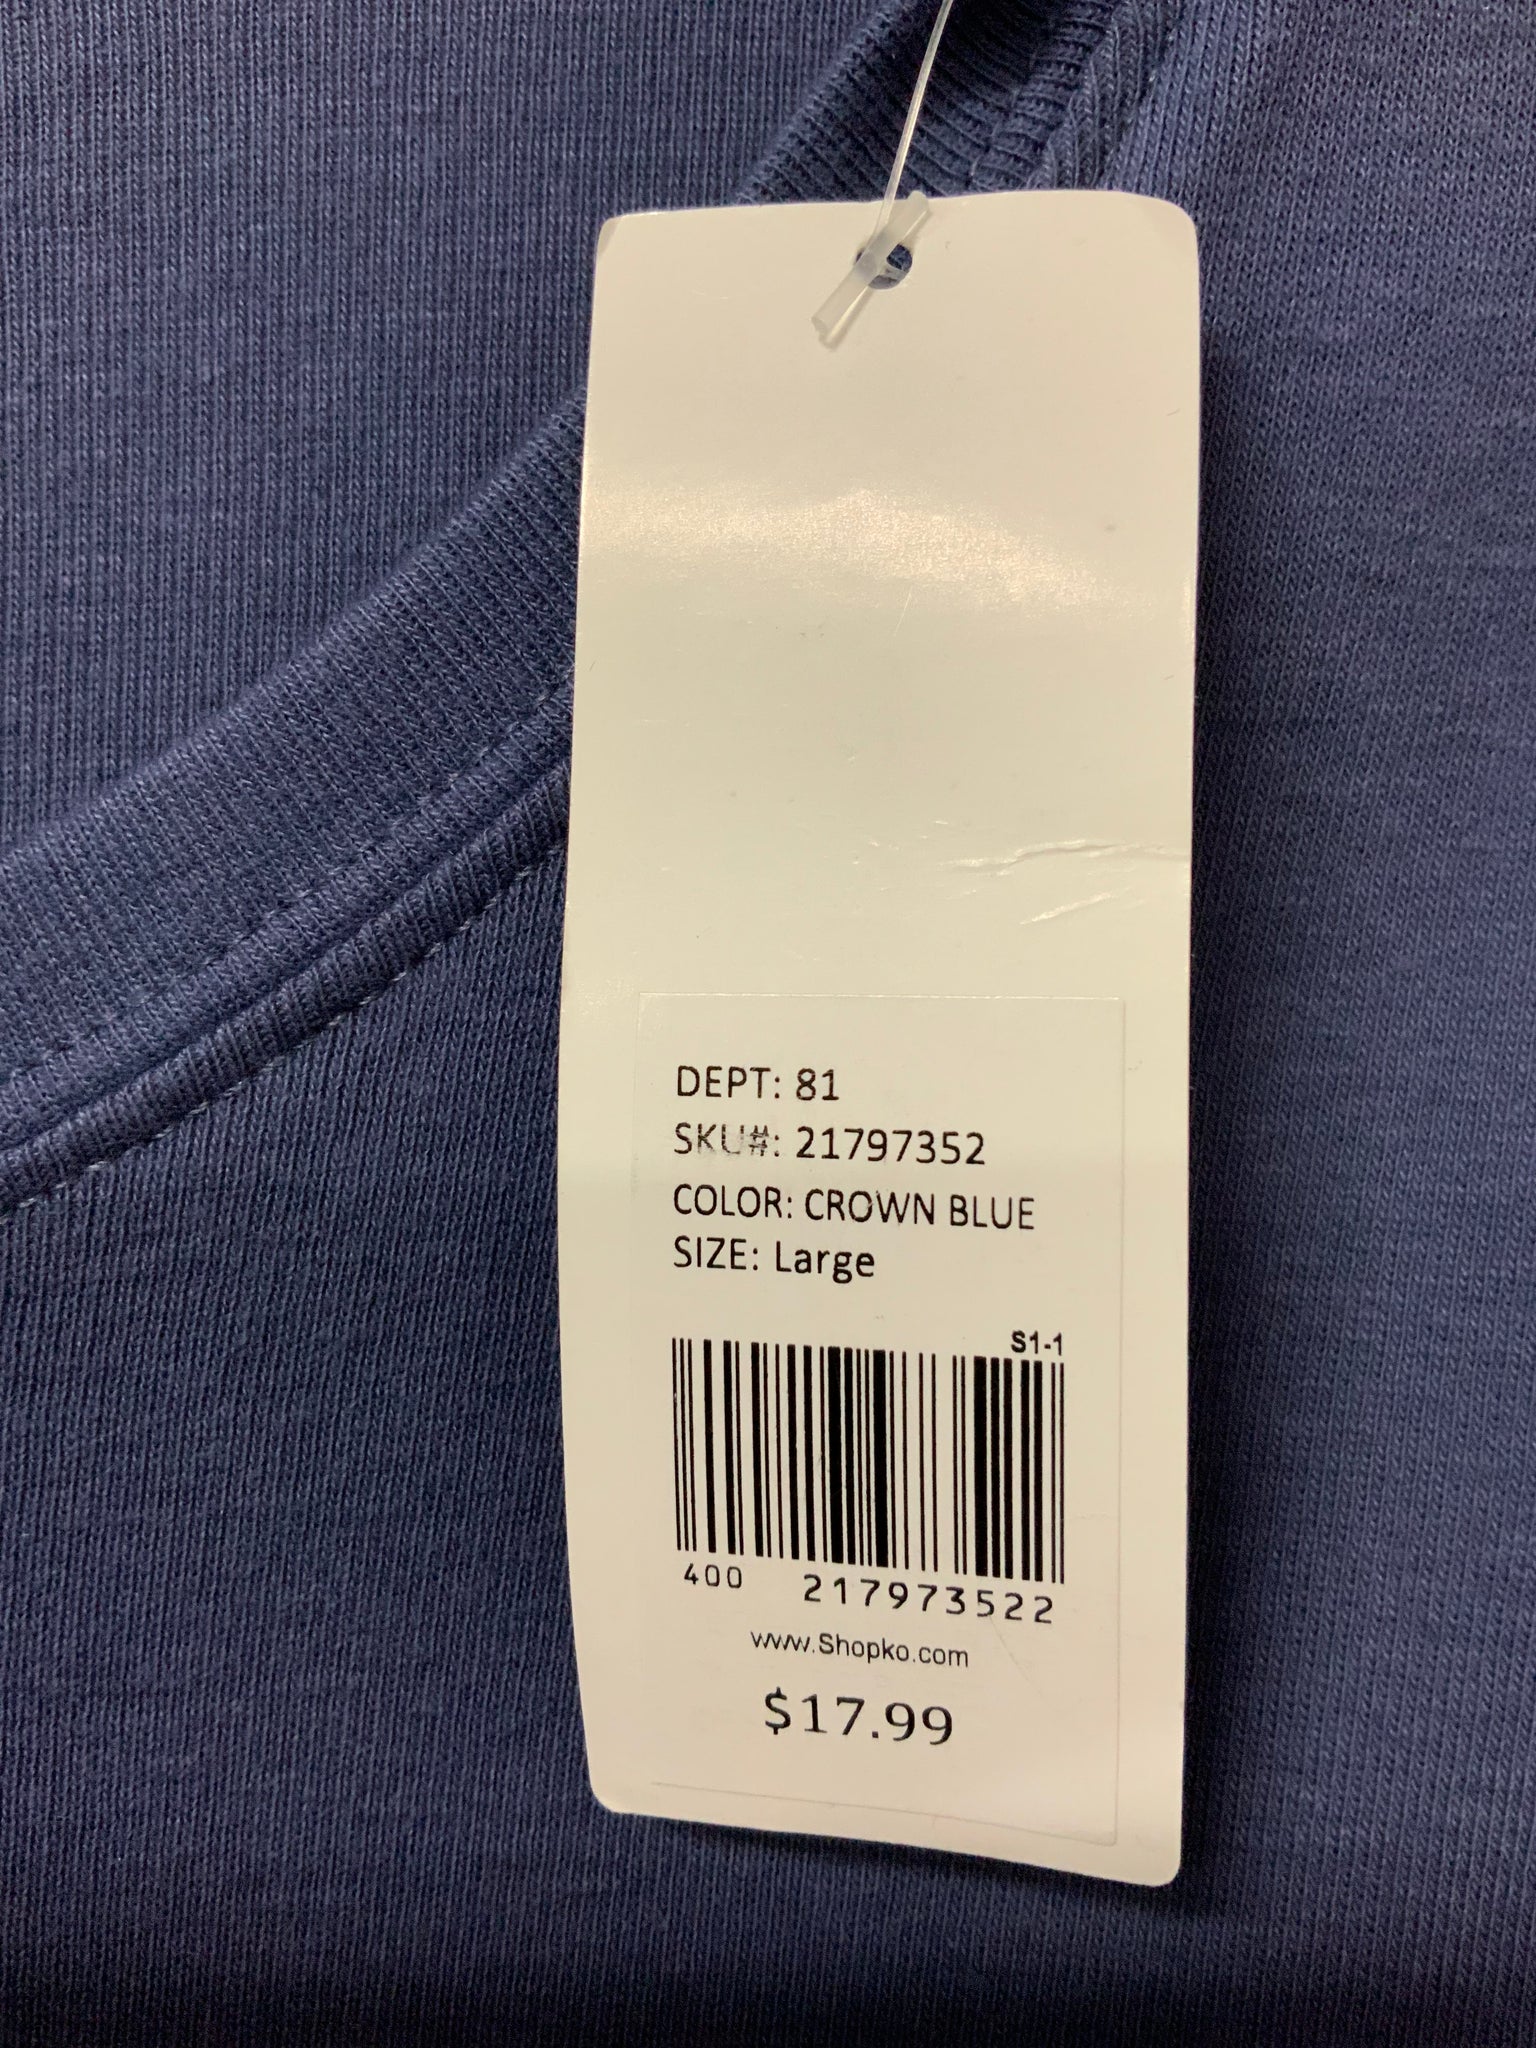 DEPT: 81
SKU#: 21797352
COLOR: CROWN BLUE
SIZE: Large
S1-1
400 217973522
www.Shopko.com
$17.99